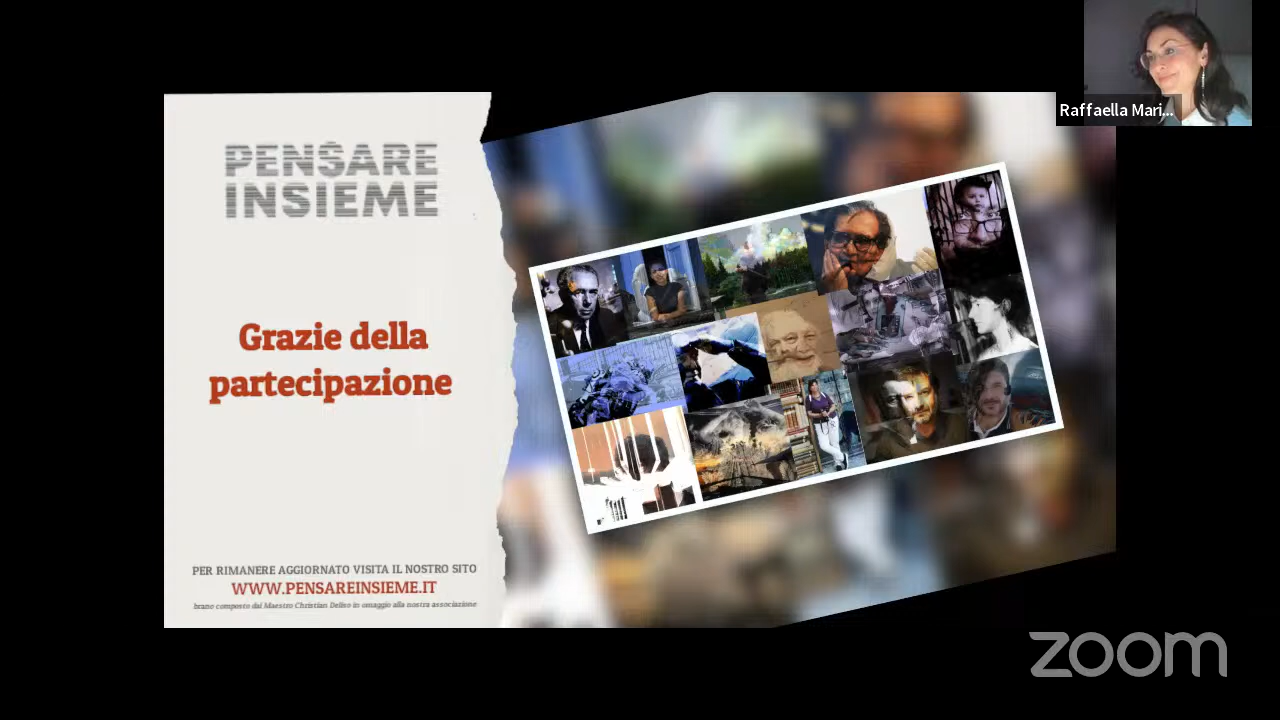 Raffaella Mari...
PENSARE
INSIEME
Grazie della
partecipazione
PER RIMANERE AGGIORNATO VISITA IL NOSTRO SITO
WWW.PENSAREINSIEME.IT
brano composto dal Maestro Christian Deliso in omaggio alla nostra associazione
zoom